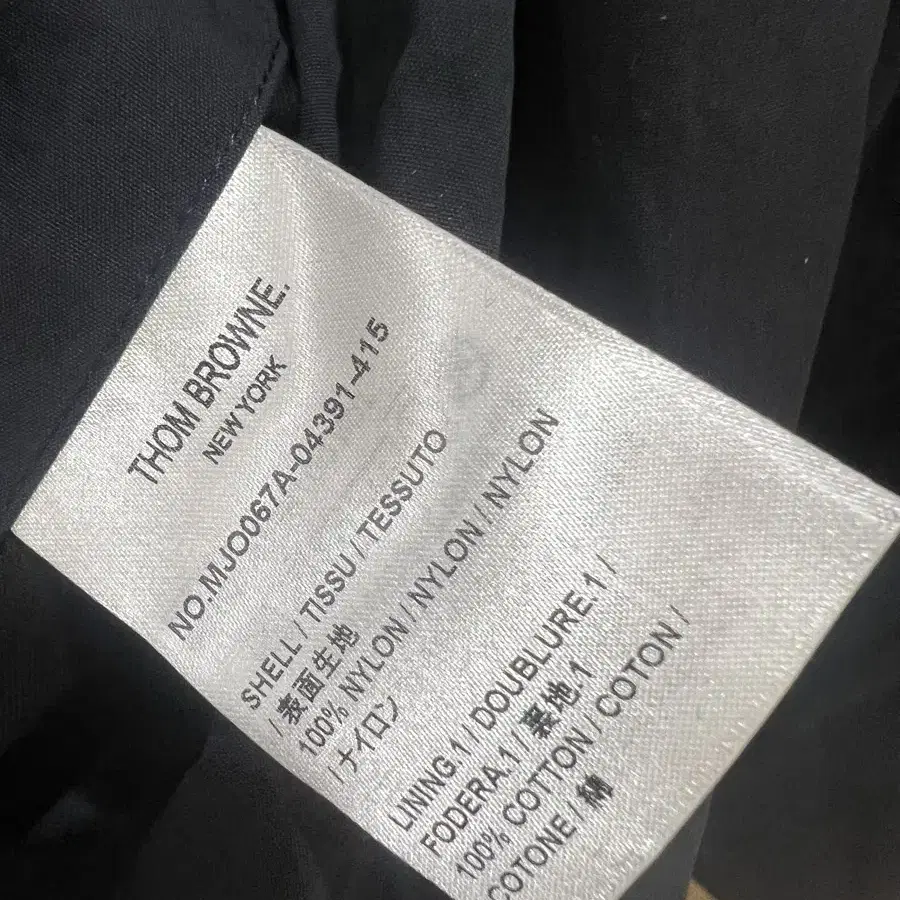 THOM BROWNE.
NEW YORK
NO.MJO067A-04391-415
SHELL / TISSU / TESSUTO
/ 表面生地
100% NYLON / NYLON / NYLON
/ ナイロン
LINING.1 / DOUBLURE.1 /
FODERA.1 / 裏地.1
100% COTTON / COTON /
COTONE / 綿